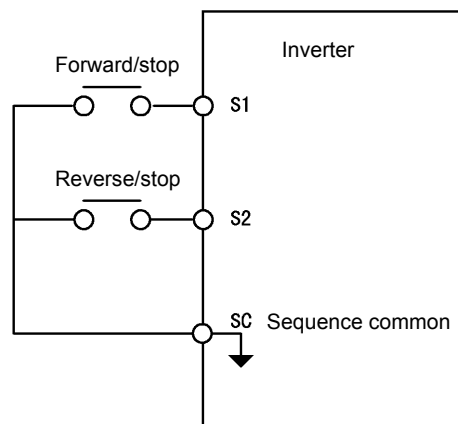 Inverter
Forward/stop
S1
Reverse/stop
S2
SC Sequence common